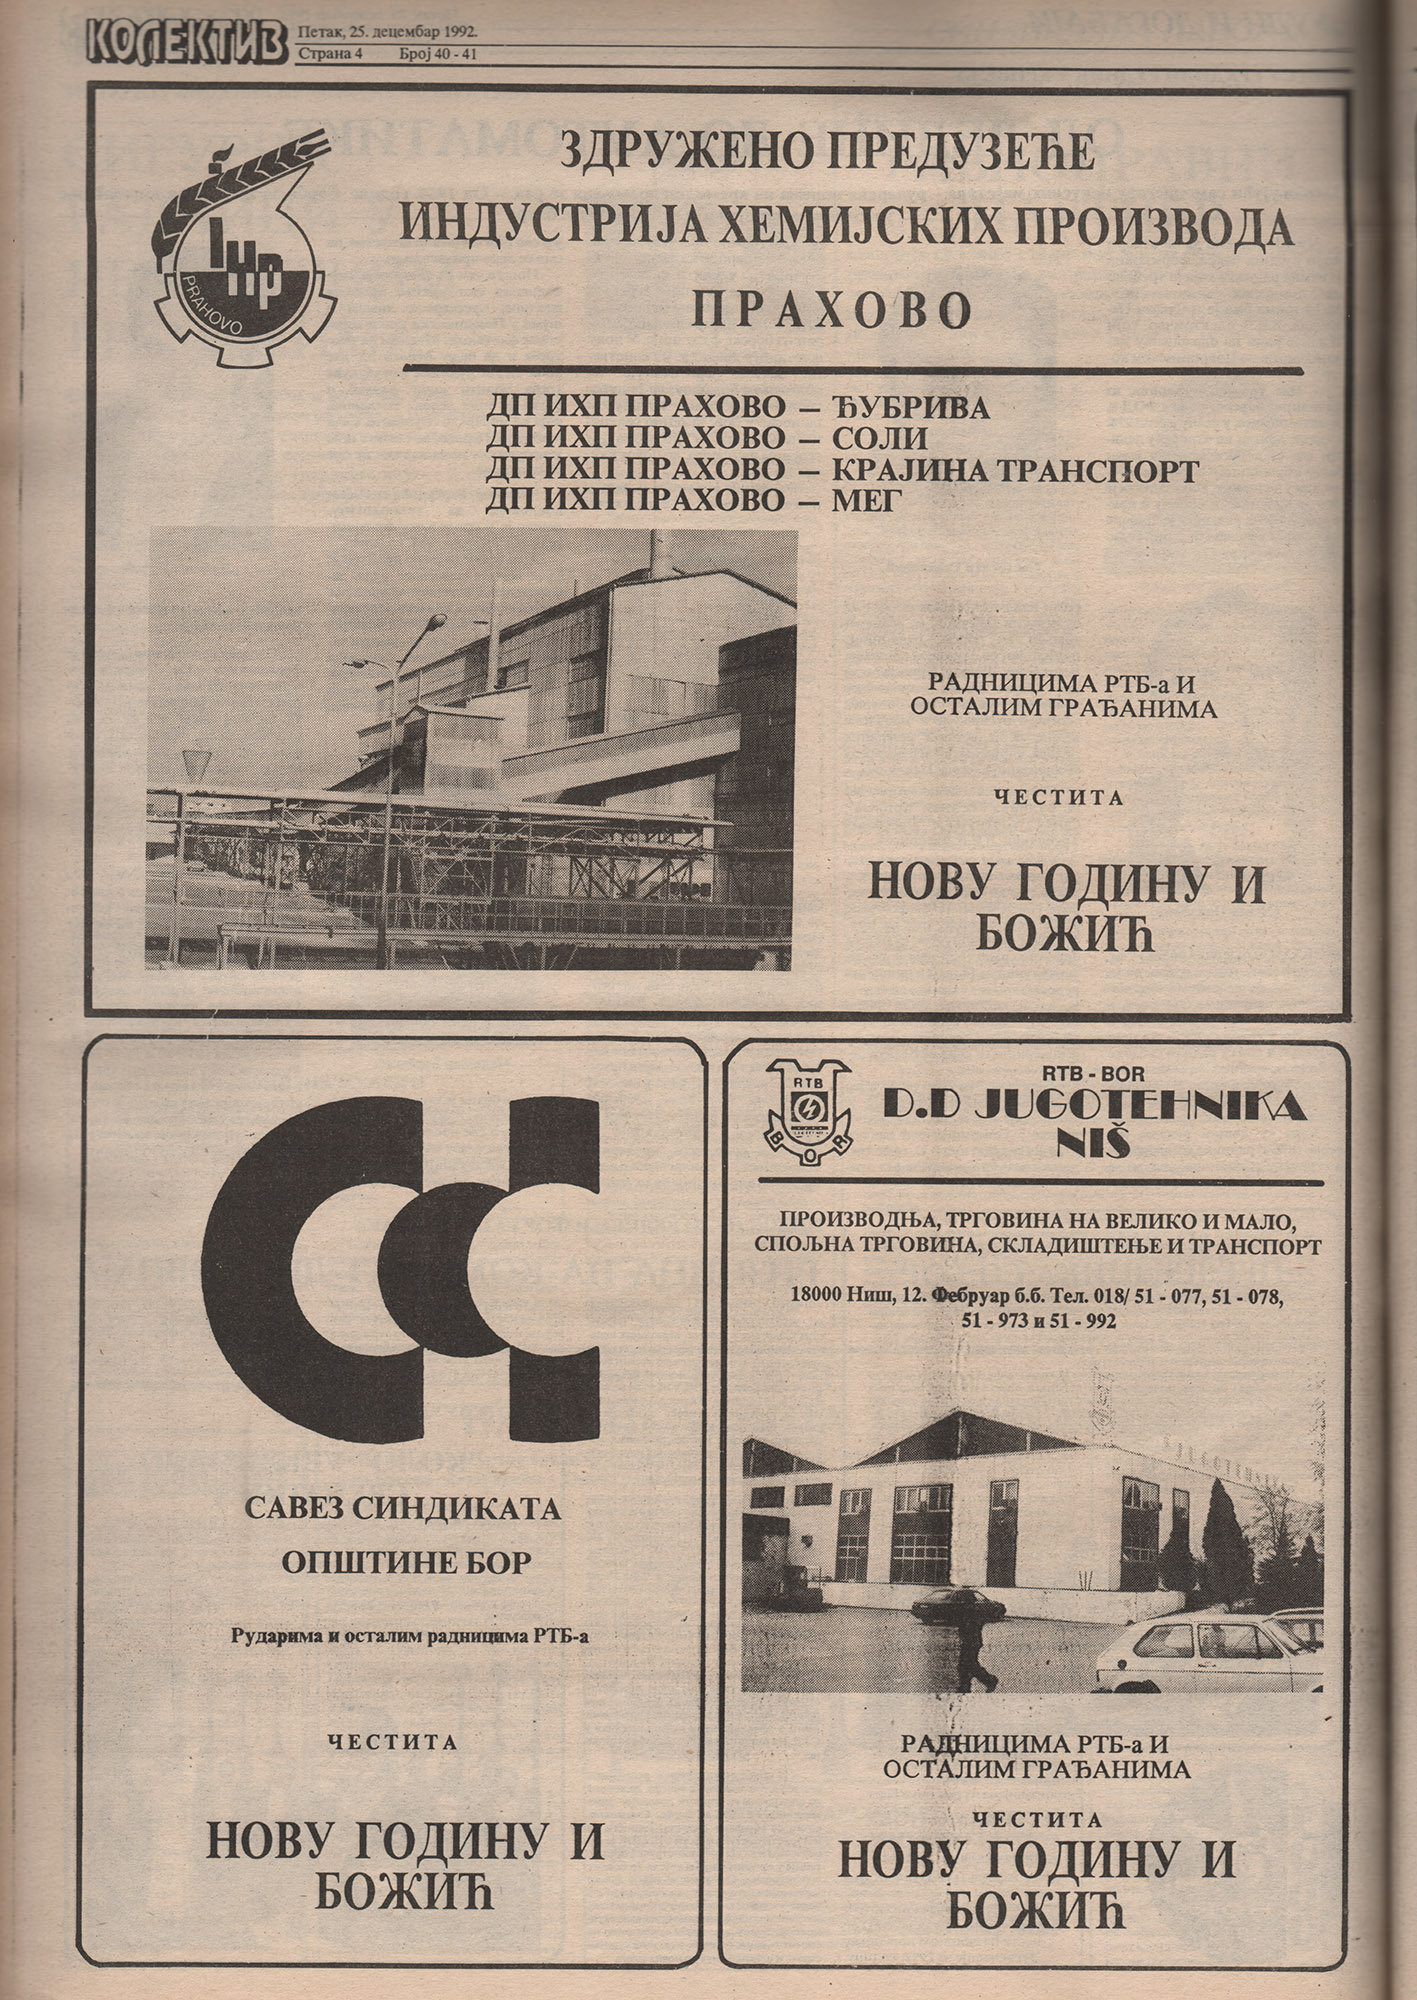 КОЛЕКТИВ
Петак, 25. децембар 1992.
Страна 4 Број 40 - 41
ІХР
PRAHOVO
ЗДРУЖЕНО ПРЕДУЗЕЋЕ
ИНДУСТРИЈА ХЕМИЈСКИХ ПРОИЗВОДА
ПРАХОВО
ДП ИХП ПРАХОВО – ЂУБРИВА
ДП ИХП ПРАХОВО – СОЛИ
ДП ИХП ПРАХОВО – КРАЈИНА ТРАНСПОРТ
ДП ИХП ПРАХОВО – МЕГ
РАДНИЦИМА РТБ-а И
ОСТАЛИМ ГРАЂАНИМА
ЧЕСТИТА
НОВУ ГОДИНУ И
БОЖИЋ
САВЕЗ СИНДИКАТА
ОПШТИНЕ БОР
Рударима и осталим радницима РТБ-а
ЧЕСТИТА
НОВУ ГОДИНУ И
БОЖИЋ
RTB
BOR
RTB - BOR
D.D JUGOTEHNIKA
NIŠ
ПРОИЗВОДЊА, ТРГОВИНА НА ВЕЛИКО И МАЛО,
СПОЉНА ТРГОВИНА, СКЛАДИШТЕЊЕ И ТРАНСПОРТ
18000 Ниш, 12. Фебруар б.б. Тел. 018/ 51 - 077, 51 - 078,
51 - 973 и 51 - 992
РАДНИЦИМА РТБ-а И
ОСТАЛИМ ГРАЂАНИМА
ЧЕСТИТА
НОВУ ГОДИНУ И
БОЖИЋ